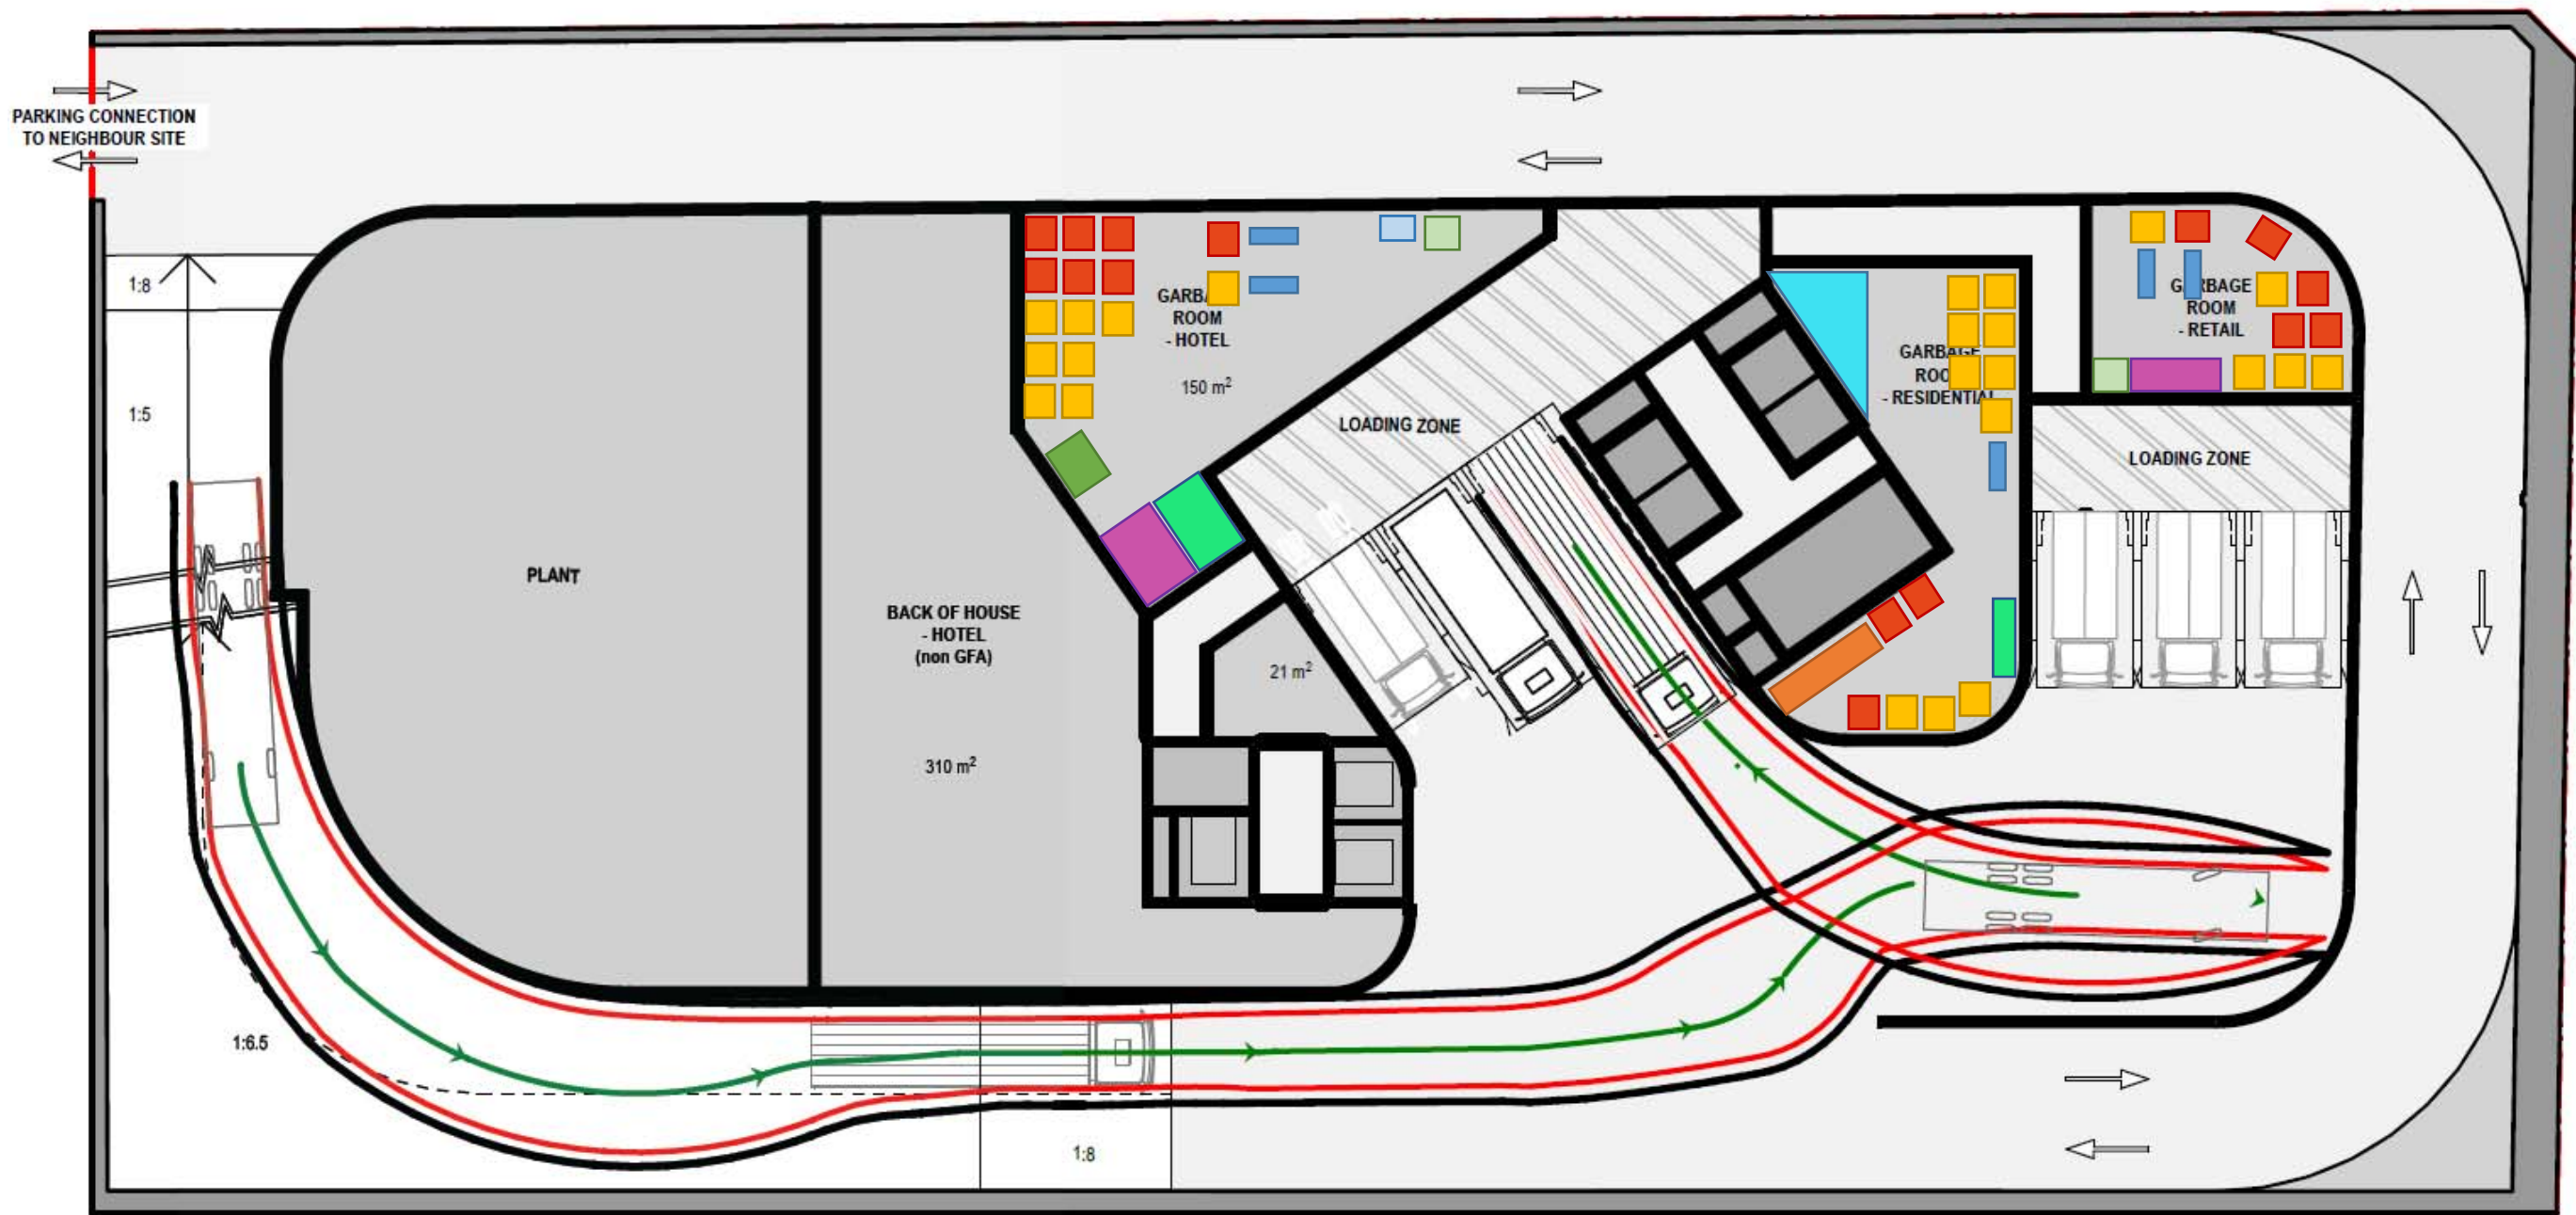 PARKING CONNECTION
TO NEIGHBOUR SITE
1:8
1:5
PLANT
BACK OF HOUSE
- HOTEL
(non GFA)
310 m²
ROOM
- HOTEL
150 m²
LOADING ZONE
21 m²
- RESIDENTIAL
ROOM
- RETAIL
LOADING ZONE
1:6.5
1:8